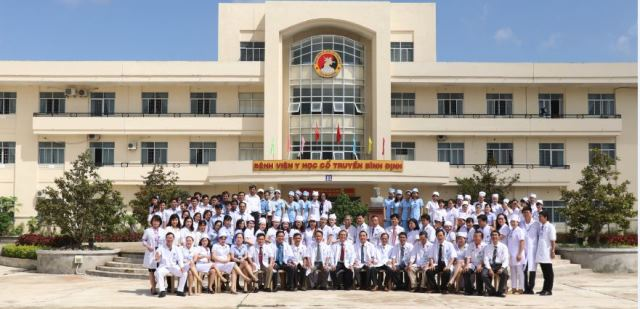 BỆNH VIỆN Y HỌC CỔ TRUYỀN BÌNH ĐỊNH